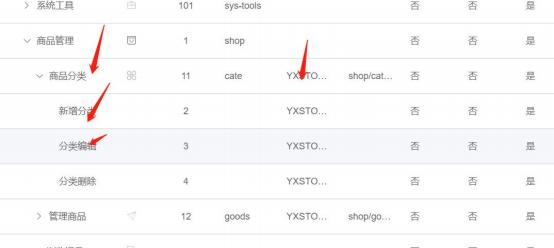 系统工具 101 sys-tools 否 否 是
商品管理 1 shop 否 否 是
商品分类 11 cate YXSTO... shop/cat... 否 否 是
新增分类 2 YXSTO... 否 否 是
分类编辑 3 YXSTO... 否 否 是
分类删除 4 YXSTO... 否 否 是
管理商品 12 goods YXSTO... shop/go... 否 否 是